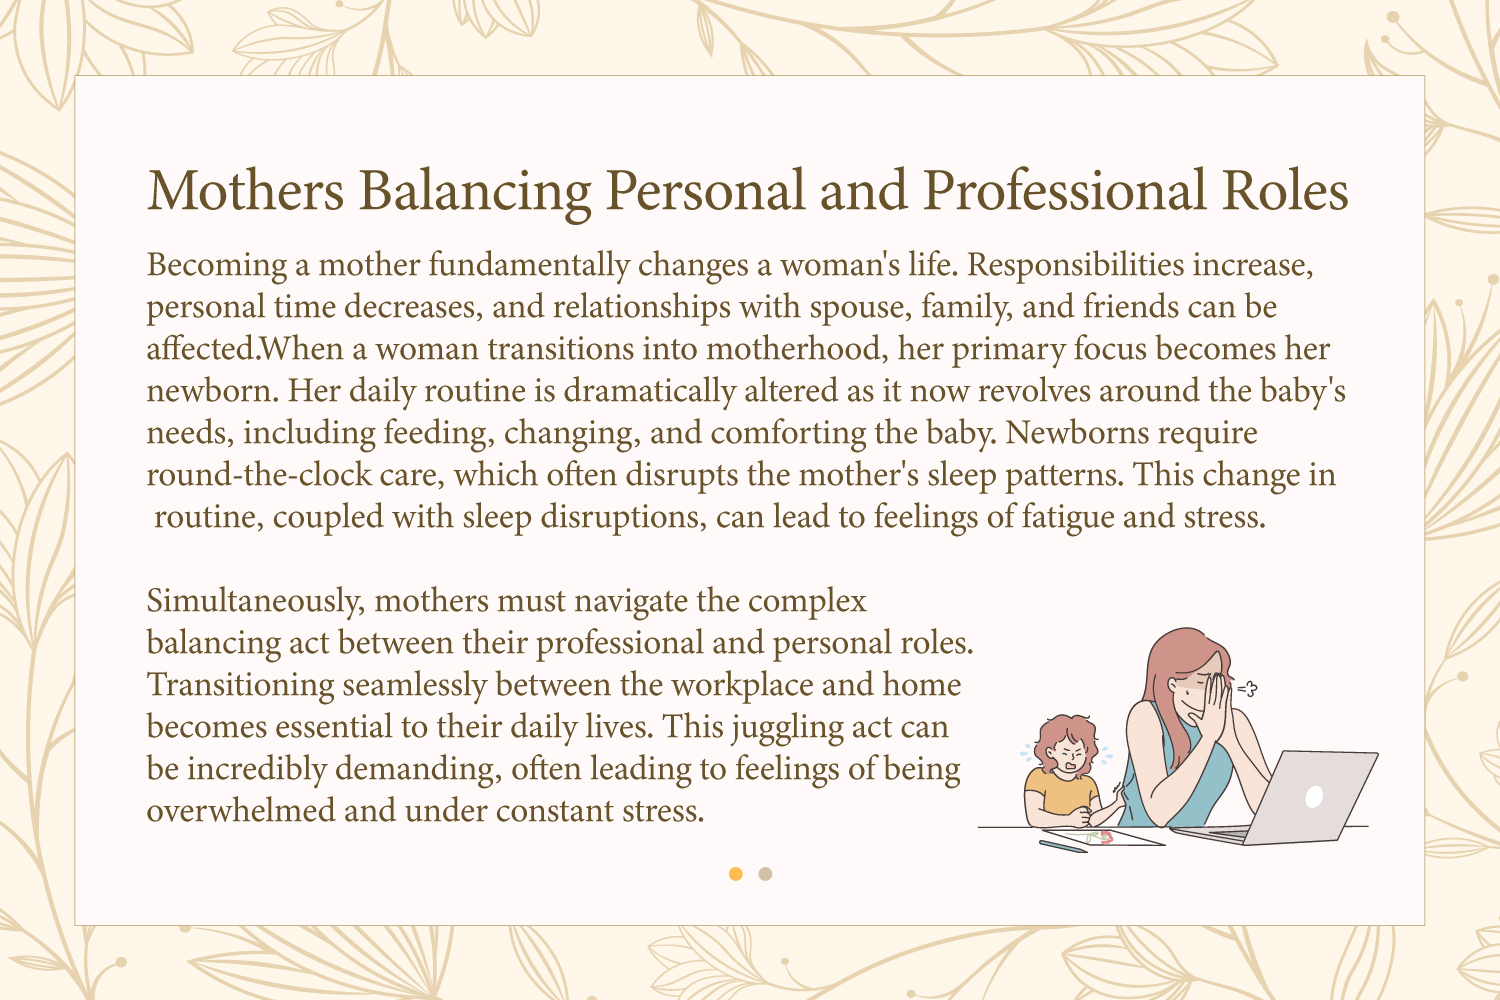 Mothers Balancing Personal and Professional Roles
Becoming a mother fundamentally changes a woman's life. Responsibilities increase,
personal time decreases, and relationships with spouse, family, and friends can be
affected.When a woman transitions into motherhood, her primary focus becomes her
newborn. Her daily routine is dramatically altered as it now revolves around the baby's
needs, including feeding, changing, and comforting the baby. Newborns require
round-the-clock care, which often disrupts the mother's sleep patterns. This change in
routine, coupled with sleep disruptions, can lead to feelings of fatigue and stress.
Simultaneously, mothers must navigate the complex
balancing act between their professional and personal roles.
Transitioning seamlessly between the workplace and home
becomes essential to their daily lives. This juggling act can
be incredibly demanding, often leading to feelings of being
overwhelmed and under constant stress.